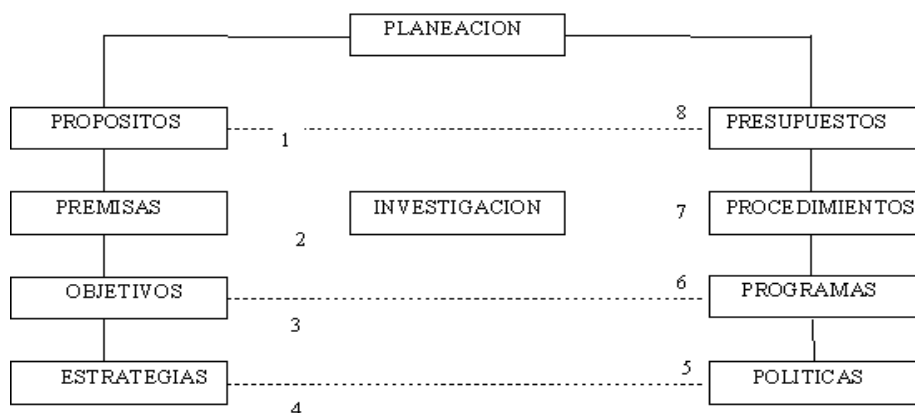 PLANEACION
PROPOSITOS
1
8
PRESUPUESTOS
PREMISAS
2
INVESTIGACION
7
PROCEDIMIENTOS
OBJETIVOS
3
6
PROGRAMAS
ESTRATEGIAS
4
5
POLITICAS